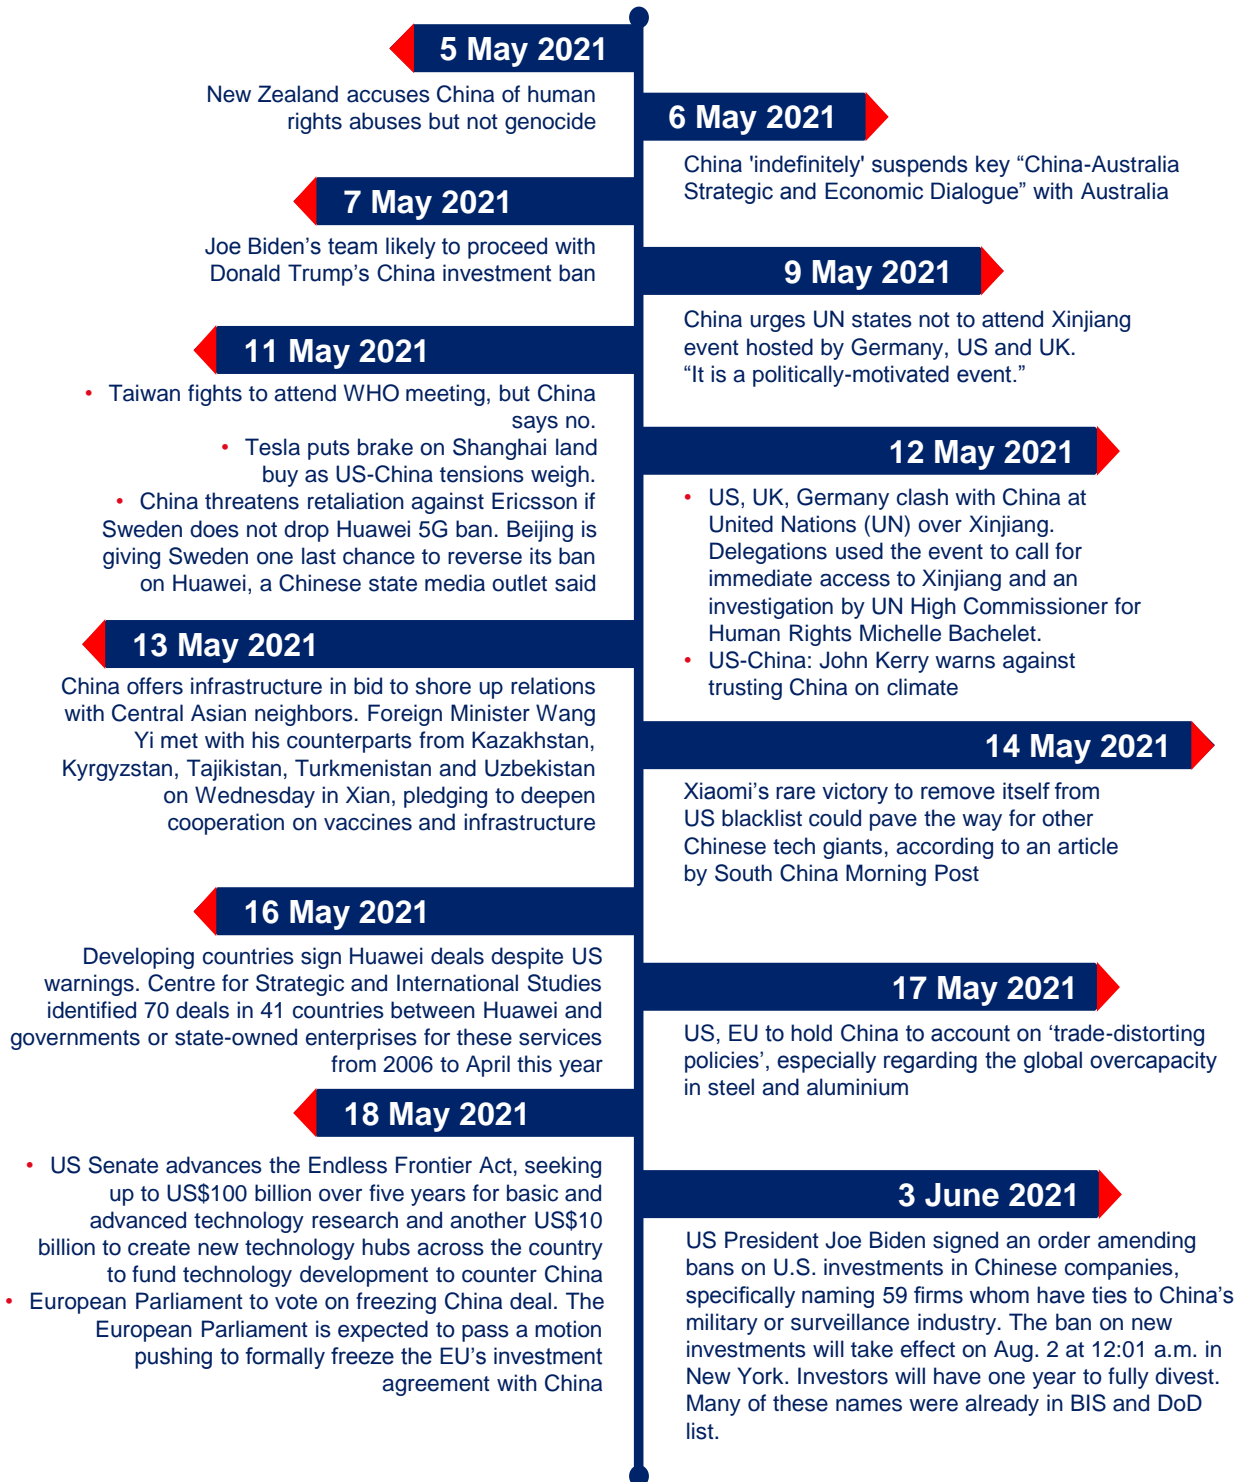 5 May 2021
New Zealand accuses China of human
rights abuses but not genocide
6 May 2021
China 'indefinitely' suspends key “China-Australia
Strategic and Economic Dialogue” with Australia
7 May 2021
Joe Biden’s team likely to proceed with
Donald Trump’s China investment ban
9 May 2021
China urges UN states not to attend Xinjiang
event hosted by Germany, US and UK.
“It is a politically-motivated event.”
11 May 2021
• Taiwan fights to attend WHO meeting, but China
says no.
• Tesla puts brake on Shanghai land
buy as US-China tensions weigh.
• China threatens retaliation against Ericsson if
Sweden does not drop Huawei 5G ban. Beijing is
giving Sweden one last chance to reverse its ban
on Huawei, a Chinese state media outlet said
12 May 2021
• US, UK, Germany clash with China at
United Nations (UN) over Xinjiang.
Delegations used the event to call for
immediate access to Xinjiang and an
investigation by UN High Commissioner for
Human Rights Michelle Bachelet.
• US-China: John Kerry warns against
trusting China on climate
13 May 2021
China offers infrastructure in bid to shore up relations
with Central Asian neighbors. Foreign Minister Wang
Yi met with his counterparts from Kazakhstan,
Kyrgyzstan, Tajikistan, Turkmenistan and Uzbekistan
on Wednesday in Xian, pledging to deepen
cooperation on vaccines and infrastructure
14 May 2021
Xiaomi’s rare victory to remove itself from
US blacklist could pave the way for other
Chinese tech giants, according to an article
by South China Morning Post
16 May 2021
Developing countries sign Huawei deals despite US
warnings. Centre for Strategic and International Studies
identified 70 deals in 41 countries between Huawei and
governments or state-owned enterprises for these services
from 2006 to April this year
17 May 2021
US, EU to hold China to account on ‘trade-distorting
policies’, especially regarding the global overcapacity
in steel and aluminium
18 May 2021
• US Senate advances the Endless Frontier Act, seeking
up to US$100 billion over five years for basic and
advanced technology research and another US$10
billion to create new technology hubs across the country
to fund technology development to counter China
• European Parliament to vote on freezing China deal. The
European Parliament is expected to pass a motion
pushing to formally freeze the EU’s investment
agreement with China
3 June 2021
US President Joe Biden signed an order amending
bans on U.S. investments in Chinese companies,
specifically naming 59 firms whom have ties to China’s
military or surveillance industry. The ban on new
investments will take effect on Aug. 2 at 12:01 a.m. in
New York. Investors will have one year to fully divest.
Many of these names were already in BIS and DoD
list.